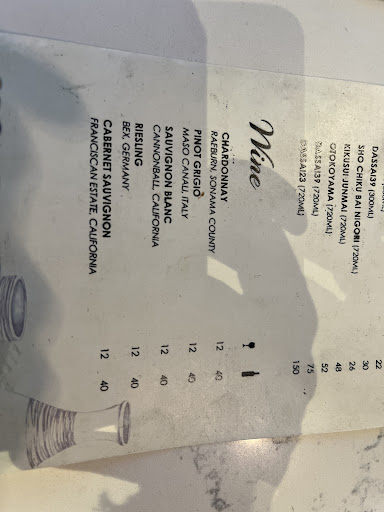 22
DASSAI39 (300ML) 30
SHO CHIKU BAI NIGORI (720ML) 26
KIKUSUI JUNMAI (720ML) 48
OTOKOYAMA (720ML) 52
DASSAI39 (720ML) 75
DASSAI23 (720ML) 150
Wine
CHARDONNAY 12 40
RAEBURN, SONAMA COUNTY
PINOT GRIGIO 12 40
MASO CANALI, ITALY
SAUVIGNON BLANC 12 40
CANNONBALL, CALIFORNIA
RIESLING 12 40
BEX, GERMANY
CABERNET SAUVIGNON 12 40
FRANCISCAN ESTATE, CALIFORNIA